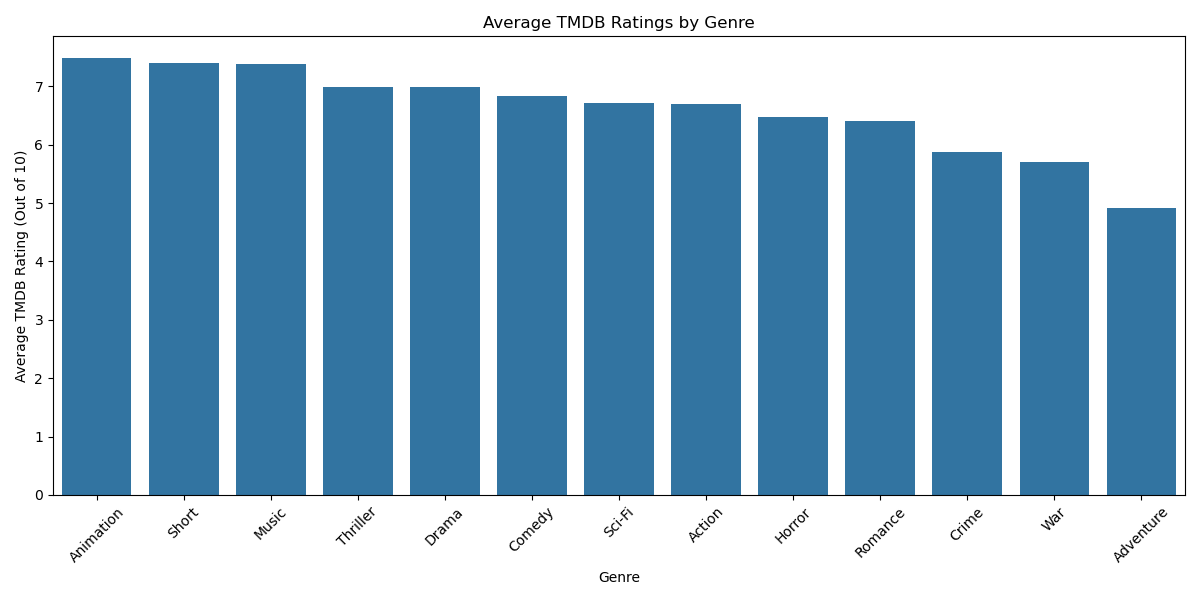 Average TMDB Ratings by Genre
Average TMDB Rating (Out of 10)
7
6
5
4
3
2
1
0
Animation
Short
Music
Thriller
Drama
Comedy
Sci-Fi
Action
Horror
Romance
Crime
War
Adventure
Genre